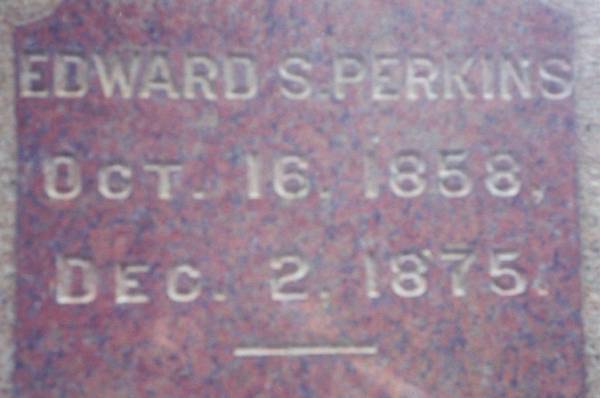 EDWARD S. PERKINS
OCT. 16. 1858,
DEC. 2. 1875.